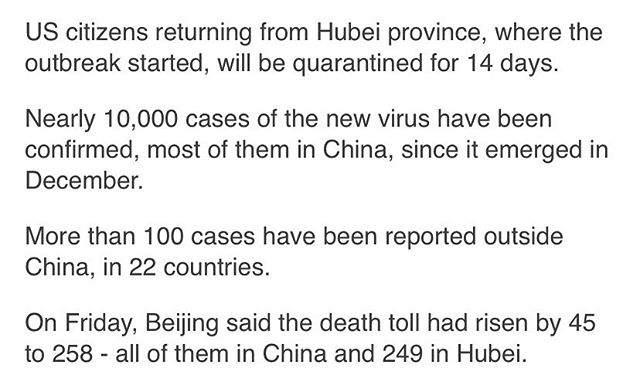 US citizens returning from Hubei province, where the
outbreak started, will be quarantined for 14 days.
Nearly 10,000 cases of the new virus have been
confirmed, most of them in China, since it emerged in
December.
More than 100 cases have been reported outside
China, in 22 countries.
On Friday, Beijing said the death toll had risen by 45
to 258 - all of them in China and 249 in Hubei.